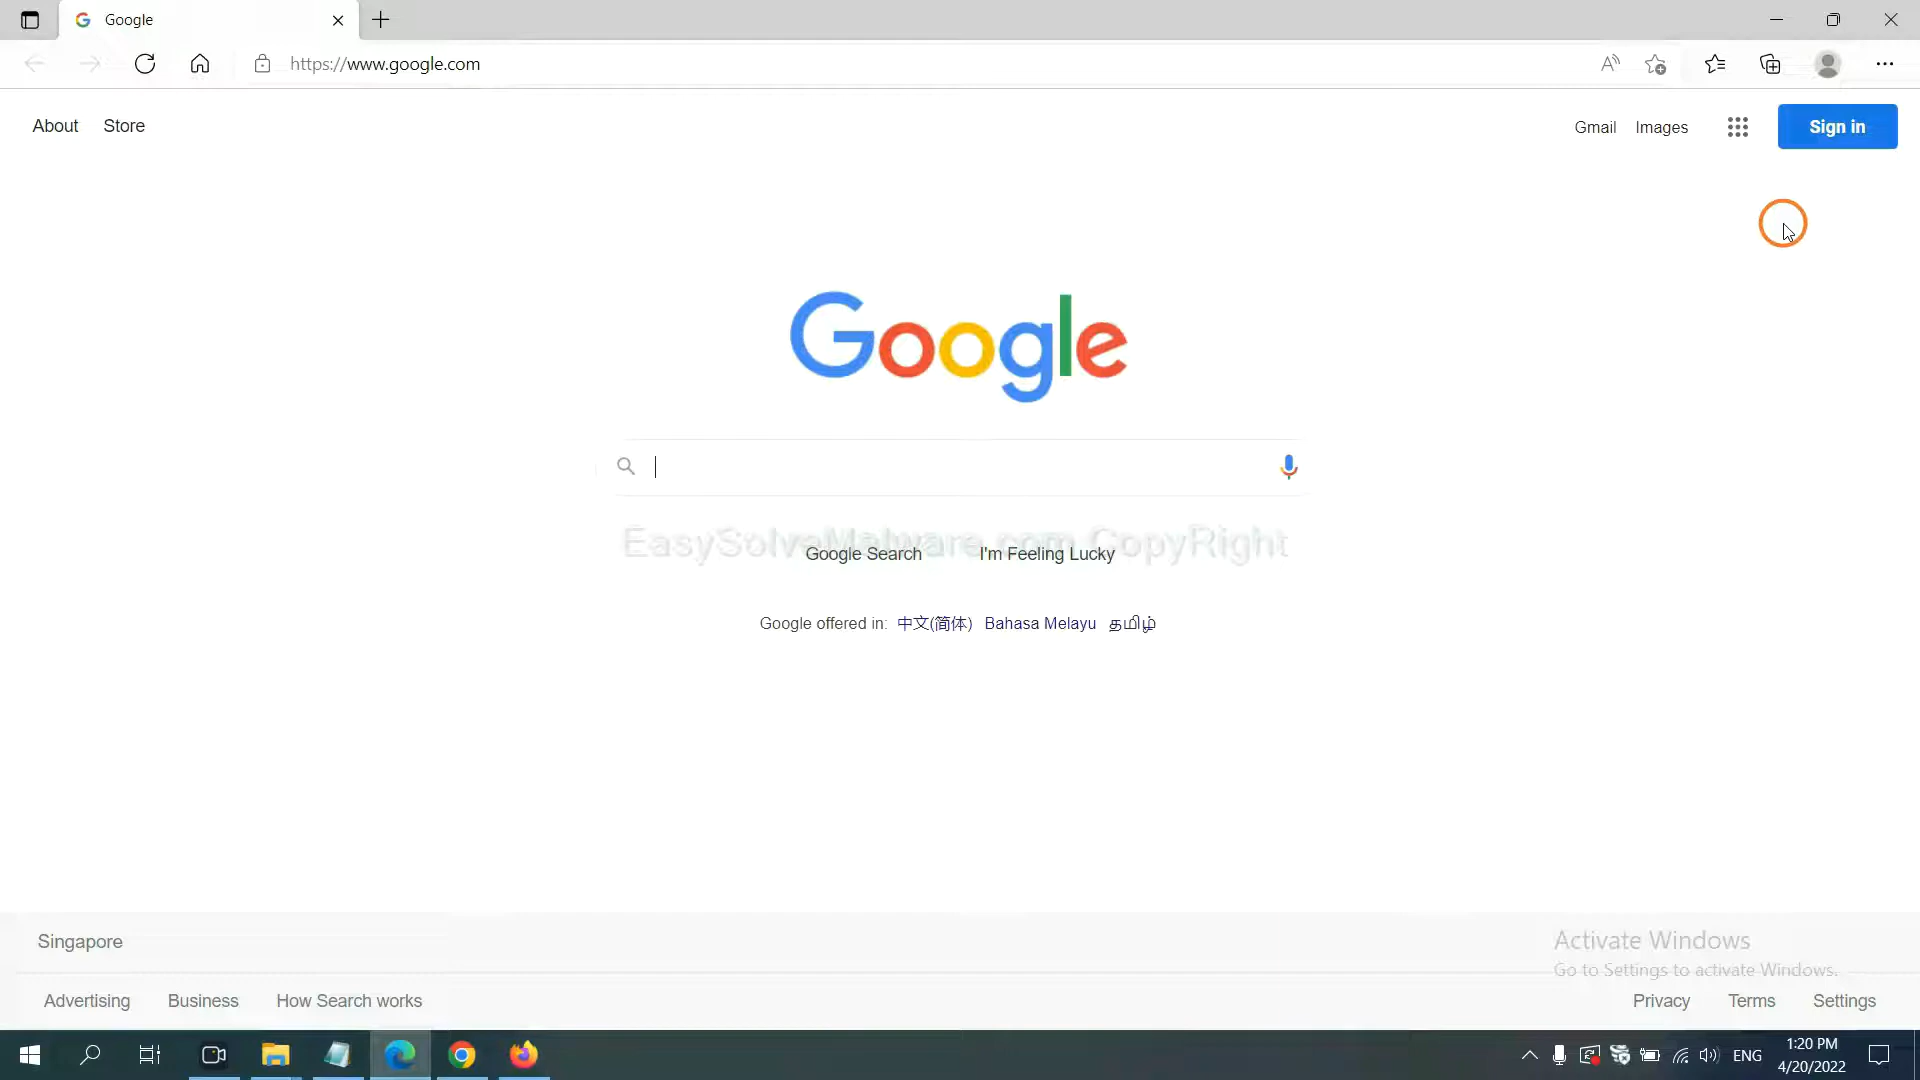 Google
https://www.google.com
About Store
Gmail Images Sign in
Google
EasySolveMalware.com CopyRight
Google Search I'm Feeling Lucky
Google offered in: 中文(简体) Bahasa Melayu தமிழ்
Singapore
Activate Windows
Go to Settings to activate Windows.
Advertising Business How Search works
Privacy Terms Settings
ENG
1:20 PM
4/20/2022